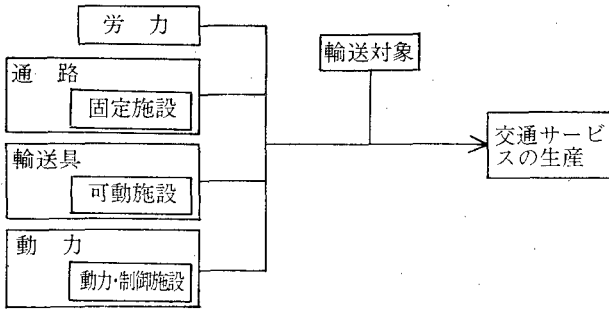 労力
通路
固定施設
輸送具
可動施設
動力
動力・制御施設
輸送対象
交通サービ
スの生産